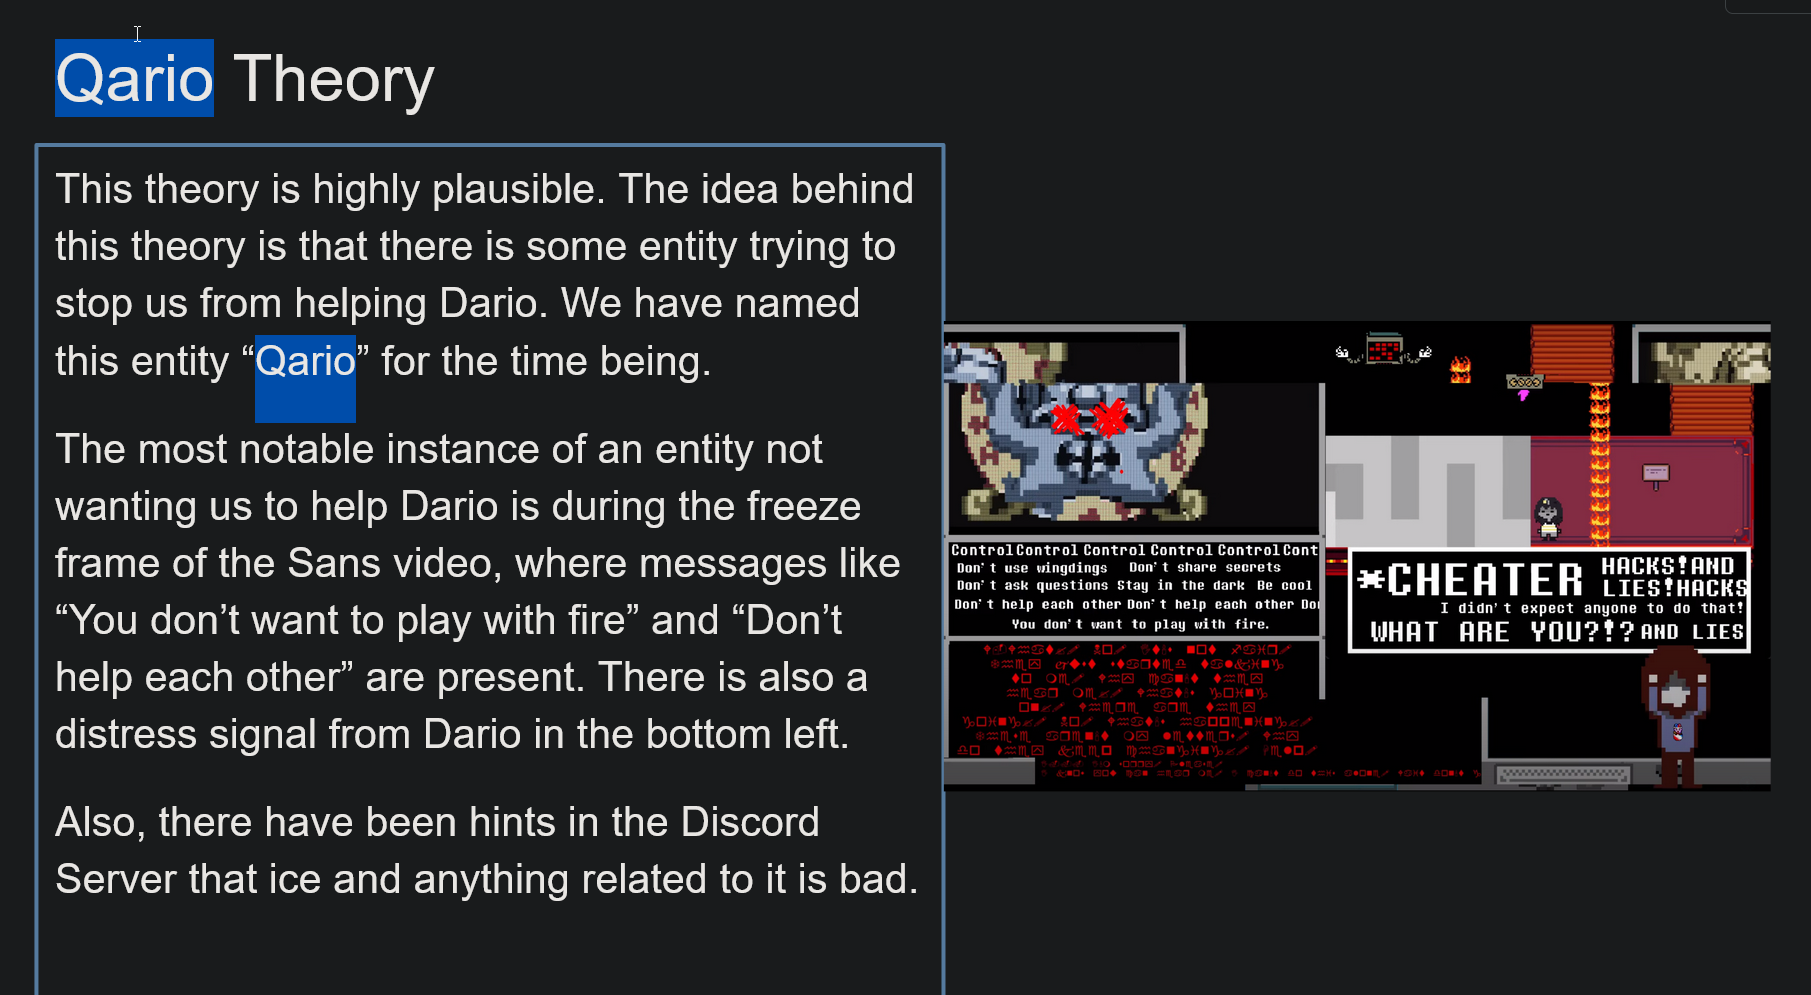 Qario Theory
This theory is highly plausible. The idea behind
this theory is that there is some entity trying to
stop us from helping Dario. We have named
this entity “Qario” for the time being.
The most notable instance of an entity not
wanting us to help Dario is during the freeze
frame of the Sans video, where messages like
“You don’t want to play with fire” and “Don’t
help each other” are present. There is also a
distress signal from Dario in the bottom left.
Also, there have been hints in the Discord
Server that ice and anything related to it is bad.
Control Control Control Control Control Cont
Don't use wingdings Don't share secrets
Don't ask questions Stay in the dark Be cool
Don't help each other Don't help each other Do
You don't want to play with fire.
*CHEATER HACKS!AND
LIES!HACKS
I didn't expect anyone to do that!
WHAT ARE YOU?!? AND LIES